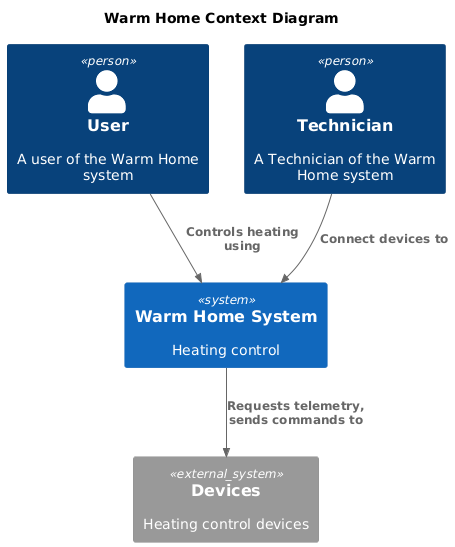 Warm Home Context Diagram
«person»
User
A user of the Warm Home
system
«person»
Technician
A Technician of the Warm
Home system
Controls heating
using
Connect devices to
«system»
Warm Home System
Heating control
Requests telemetry,
sends commands to
«external_system»
Devices
Heating control devices